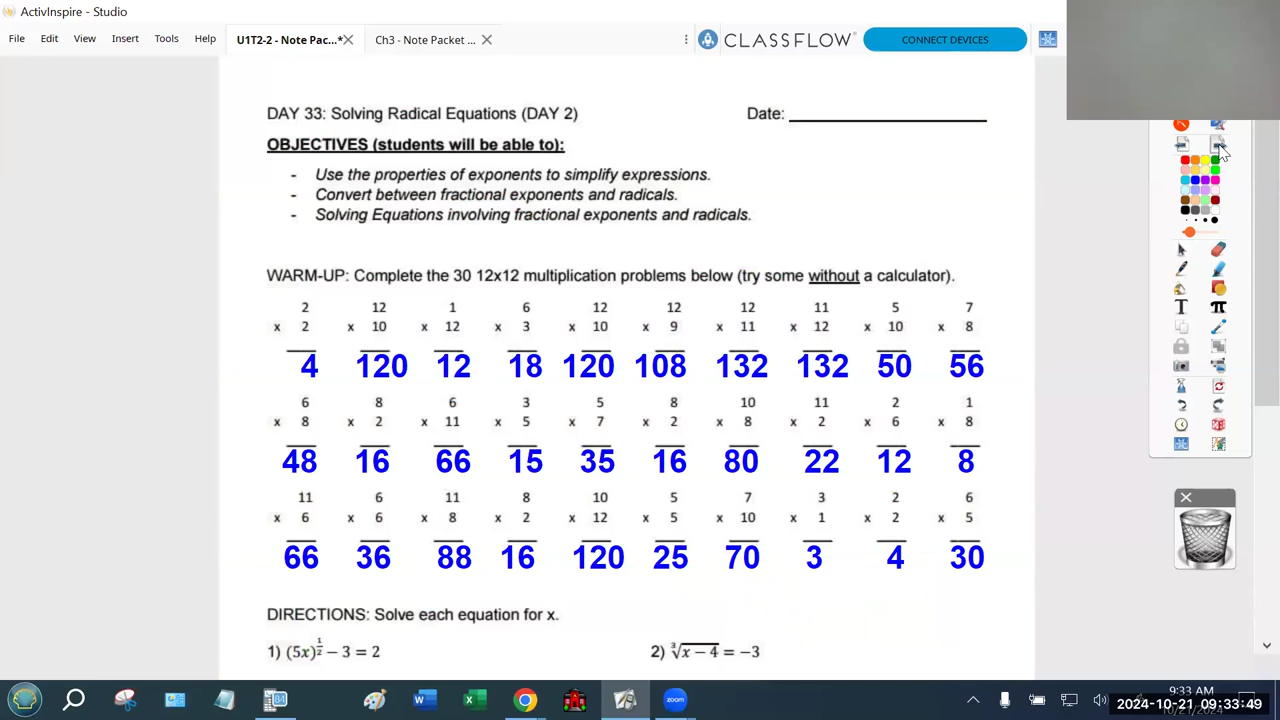 ActivInspire - Studio
File Edit View Insert Tools Help U1T2-2 - Note Pac...* Ch3 - Note Packet ... CLASSFLOW CONNECT DEVICES
DAY 33: Solving Radical Equations (DAY 2) Date: ____________________
OBJECTIVES (students will be able to):
- Use the properties of exponents to simplify expressions.
- Convert between fractional exponents and radicals.
- Solving Equations involving fractional exponents and radicals.
WARM-UP: Complete the 30 12x12 multiplication problems below (try some without a calculator).
2 12 1 6 12 12 12 11 5 7
x 2 x 10 x 12 x 3 x 10 x 9 x 11 x 12 x 10 x 8
4 120 12 18 120 108 132 132 50 56
6 8 6 3 5 8 10 11 2 1
x 8 x 2 x 11 x 5 x 7 x 2 x 8 x 2 x 6 x 8
48 16 66 15 35 16 80 22 12 8
11 6 11 8 10 5 7 3 2 6
x 6 x 6 x 8 x 2 x 12 x 5 x 10 x 1 x 2 x 5
66 36 88 16 120 25 70 3 4 30
DIRECTIONS: Solve each equation for x.
1) (5x)^{1/2} − 3 = 2 2) ∛(x − 4) = −3
9:33 AM
2024-10-21 09:33:49